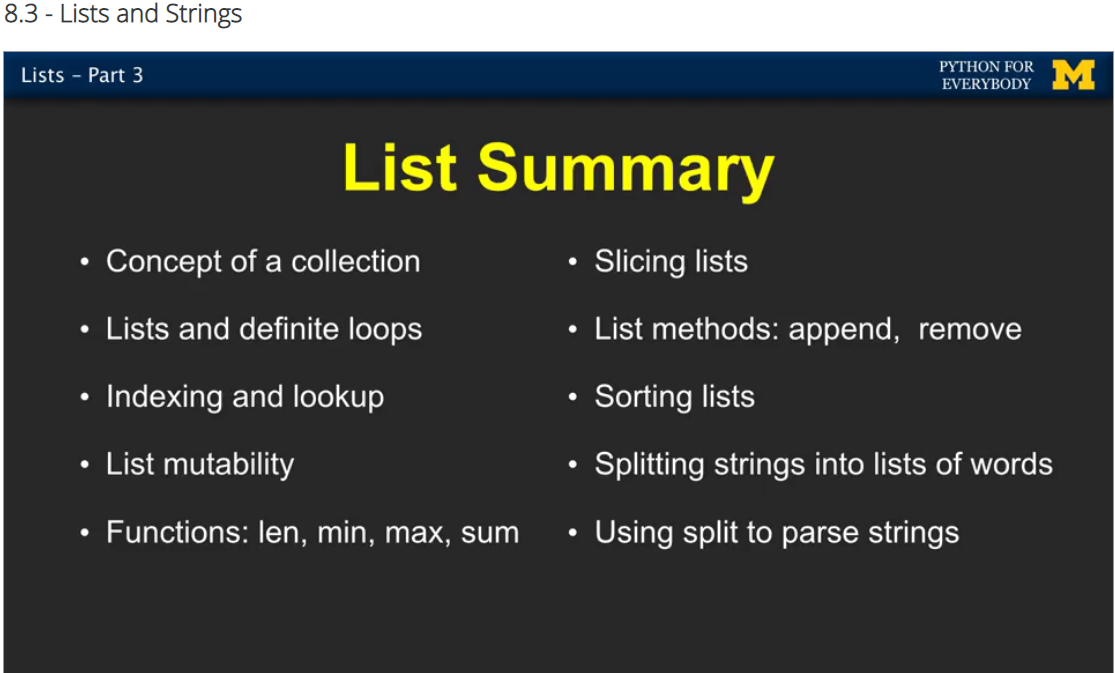 8.3 - Lists and Strings
Lists – Part 3
PYTHON FOR
EVERYBODY
M
List Summary
• Concept of a collection
• Lists and definite loops
• Indexing and lookup
• List mutability
• Functions: len, min, max, sum
• Slicing lists
• List methods: append,  remove
• Sorting lists
• Splitting strings into lists of words
• Using split to parse strings